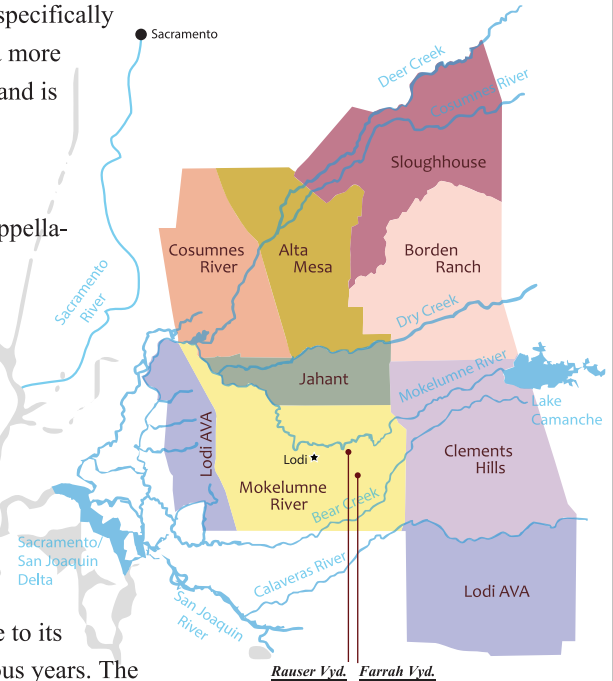 specifically
more
and is
ppella-
Sacramento
Deer Creek
Cosumnes River
Sloughhouse
Cosumnes
River
Alta
Mesa
Borden
Ranch
Sacramento
River
Dry Creek
Jahant
Mokelumne River
Lake
Camanche
Lodi AVA
Lodi
Clements
Hills
Mokelumne
River
Bear Creek
Sacramento/
San Joaquin
Delta
Calaveras River
San Joaquin
River
Lodi AVA
e to its
ous years. The
Rauser Vyd.
Farrah Vyd.